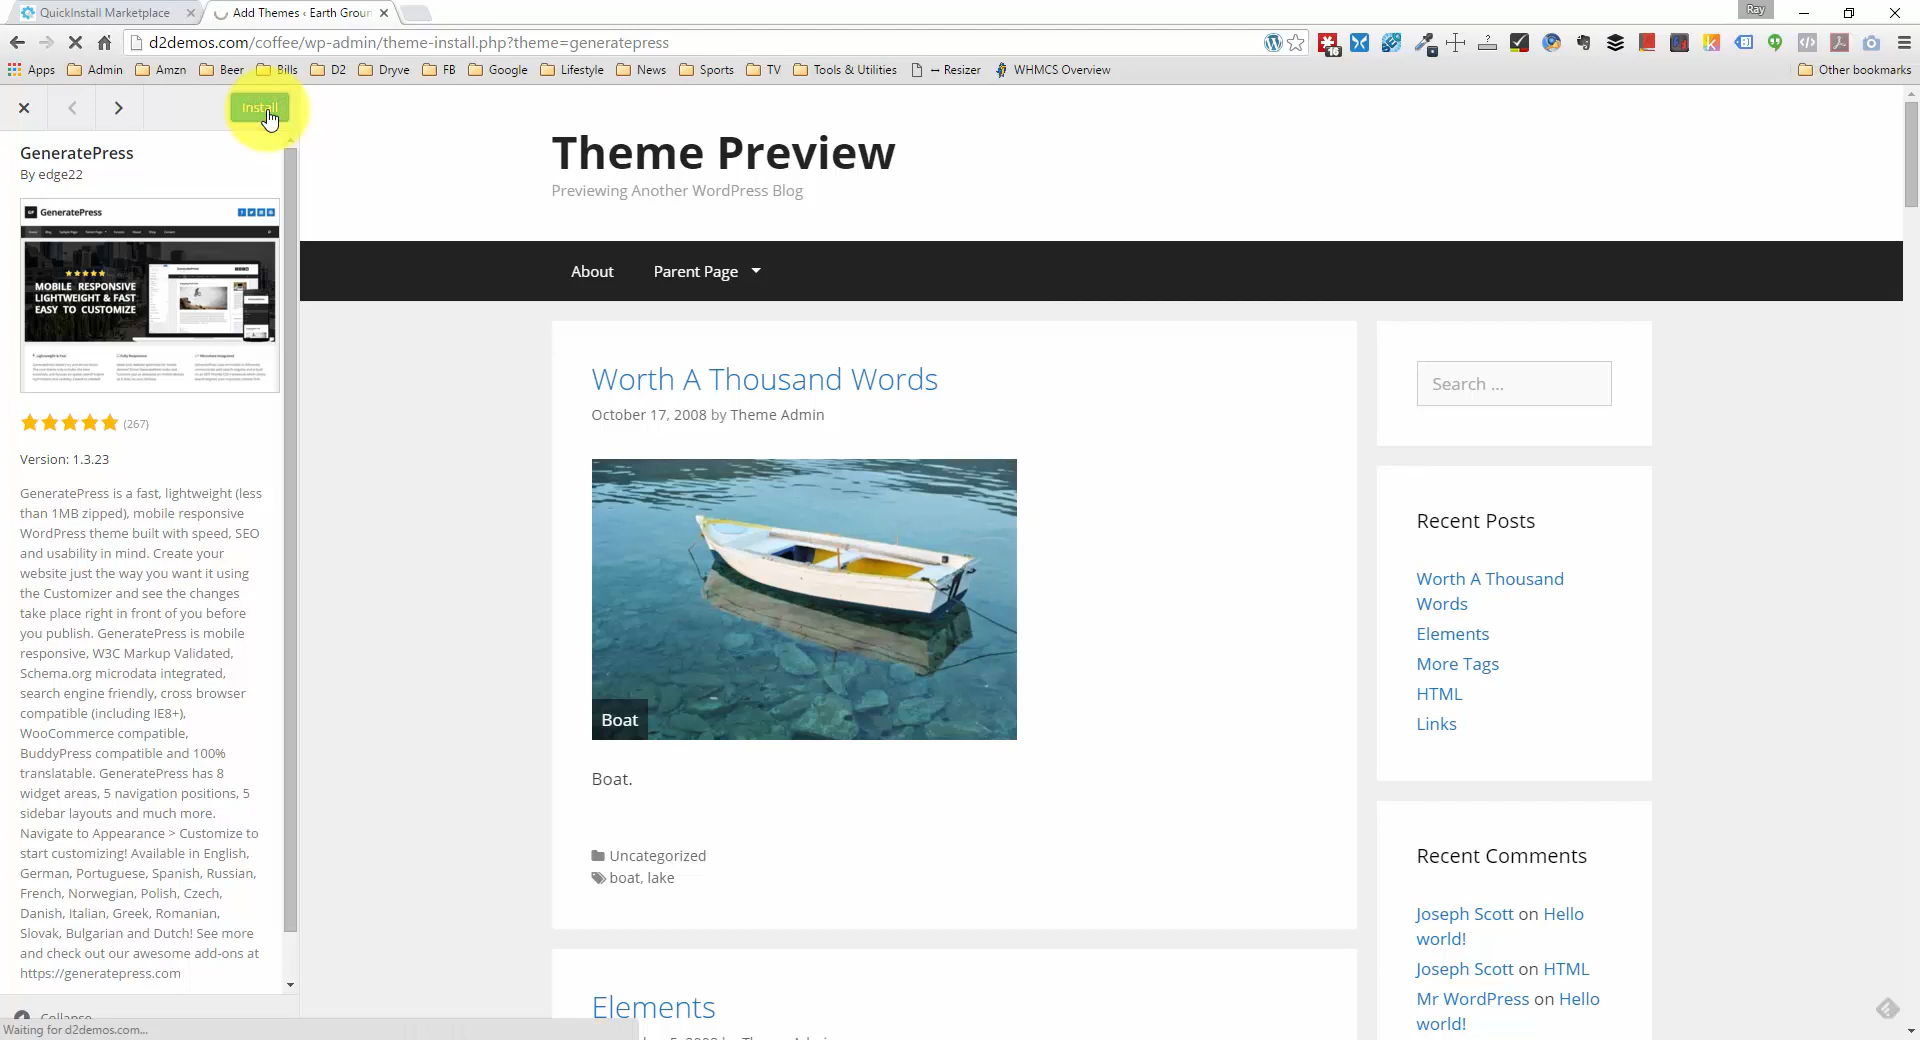 QuickInstall Marketplace
Add Themes ‹ Earth Groun
Ray
d2demos.com/coffee/wp-admin/theme-install.php?theme=generatepress
16
Apps Admin Amzn Beer Bills D2 Dryve FB Google Lifestyle News Sports TV Tools & Utilities ↔ Resizer WHMCS Overview Other bookmarks
Install
GeneratePress
By edge22
GP GeneratePress
MOBILE RESPONSIVE
LIGHTWEIGHT & FAST
EASY TO CUSTOMIZE
(267)
Version: 1.3.23
GeneratePress is a fast, lightweight (less
than 1MB zipped), mobile responsive
WordPress theme built with speed, SEO
and usability in mind. Create your
website just the way you want it using
the Customizer and see the changes
take place right in front of you before
you publish. GeneratePress is mobile
responsive, W3C Markup Validated,
Schema.org microdata integrated,
search engine friendly, cross browser
compatible (including IE8+),
WooCommerce compatible,
BuddyPress compatible and 100%
translatable. GeneratePress has 8
widget areas, 5 navigation positions, 5
sidebar layouts and much more.
Navigate to Appearance > Customize to
start customizing! Available in English,
German, Portuguese, Spanish, Russian,
French, Norwegian, Polish, Czech,
Danish, Italian, Greek, Romanian,
Slovak, Bulgarian and Dutch! See more
and check out our awesome add-ons at
https://generatepress.com
Collapse
Waiting for d2demos.com...
Theme Preview
Previewing Another WordPress Blog
About
Parent Page
Worth A Thousand Words
October 17, 2008 by Theme Admin
Boat
Boat.
Uncategorized
boat, lake
Elements
Search ...
Recent Posts
Worth A Thousand
Words
Elements
More Tags
HTML
Links
Recent Comments
Joseph Scott on Hello
world!
Joseph Scott on HTML
Mr WordPress on Hello
world!